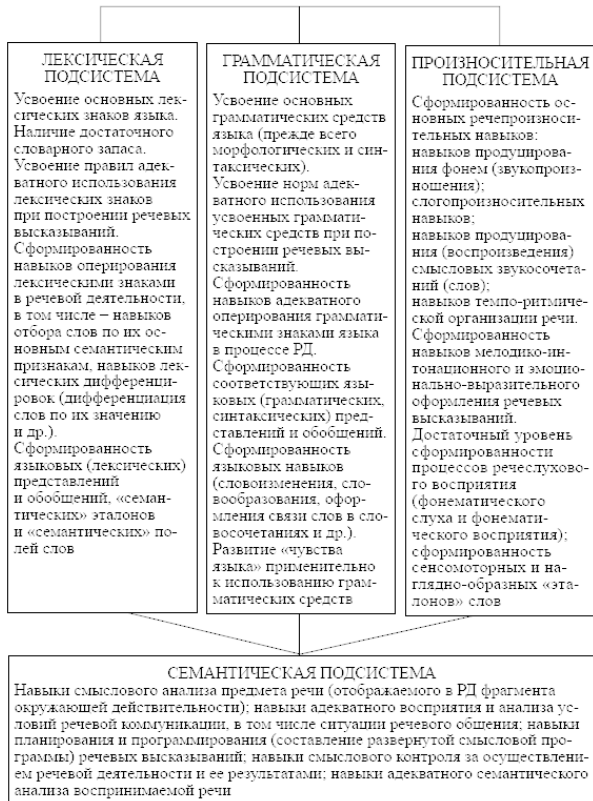 ЛЕКСИЧЕСКАЯ
ПОДСИСТЕМА
Усвоение основных лек-
сических знаков языка.
Наличие достаточного
словарного запаса.
Усвоение правил адек-
ватного использования
лексических знаков
при построении речевых
высказываний.
Сформированность
навыков оперирования
лексическими знаками
в речевой деятельности,
в том числе – навыков
отбора слов по их ос-
новным семантическим
признакам, навыков лек-
сических дифференци-
ровок (дифференциация
слов по их значению
и др.).
Сформированность
языковых (лексических)
представлений
и обобщений, «семан-
тических» эталонов
и «семантических» по-
лей слов
ГРАММАТИЧЕСКАЯ
ПОДСИСТЕМА
Усвоение основных
грамматических средств
языка (прежде всего
морфологических и син-
таксических).
Усвоение норм адек-
ватного использования
усвоенных граммати-
ческих средств при по-
строении речевых вы-
сказываний.
Сформированность
навыков адекватного
оперирования граммати-
ческими знаками языка
в процессе РД.
Сформированность
соответствующих язы-
ковых (грамматических,
синтаксических) пред-
ставлений и обобщений.
Сформированность
языковых навыков
(словоизменения, сло-
вообразования, офор-
мления связи слов в сло-
восочетаниях и др.).
Развитие «чувства
языка» применительно
к использованию грам-
матических средств
ПРОИЗНОСИТЕЛЬНАЯ
ПОДСИСТЕМА
Сформированность ос-
новных речепроизноси-
тельных навыков:
навыков продуцирова-
ния фонем (звукопроиз-
ношения);
слогопроизносительных
навыков;
навыков продуцирова-
ния (воспроизведения)
смысловых звукосочета-
ний (слов);
навыков темпо-ритмиче-
ской организации речи.
Сформированность
навыков мелодико-ин-
тонационного и эмоцио-
нально-выразительного
оформления речевых
высказываний.
Достаточный уровень
сформированности
процессов речеслухово-
го восприятия
(фонематического
слуха и фонемати-
ческого восприятия);
сформированность
сенсомоторных и на-
глядно-образных «эта-
лонов» слов
СЕМАНТИЧЕСКАЯ ПОДСИСТЕМА
Навыки смыслового анализа предмета речи (отображаемого в РД фрагмента
окружающей действительности); навыки адекватного восприятия и анализа ус-
ловий речевой коммуникации, в том числе ситуации речевого общения; навыки
планирования и программирования (составление развернутой смысловой про-
граммы) речевых высказываний; навыки смыслового контроля за осуществлени-
ем речевой деятельности и ее результатами; навыки адекватного семантического
анализа воспринимаемой речи